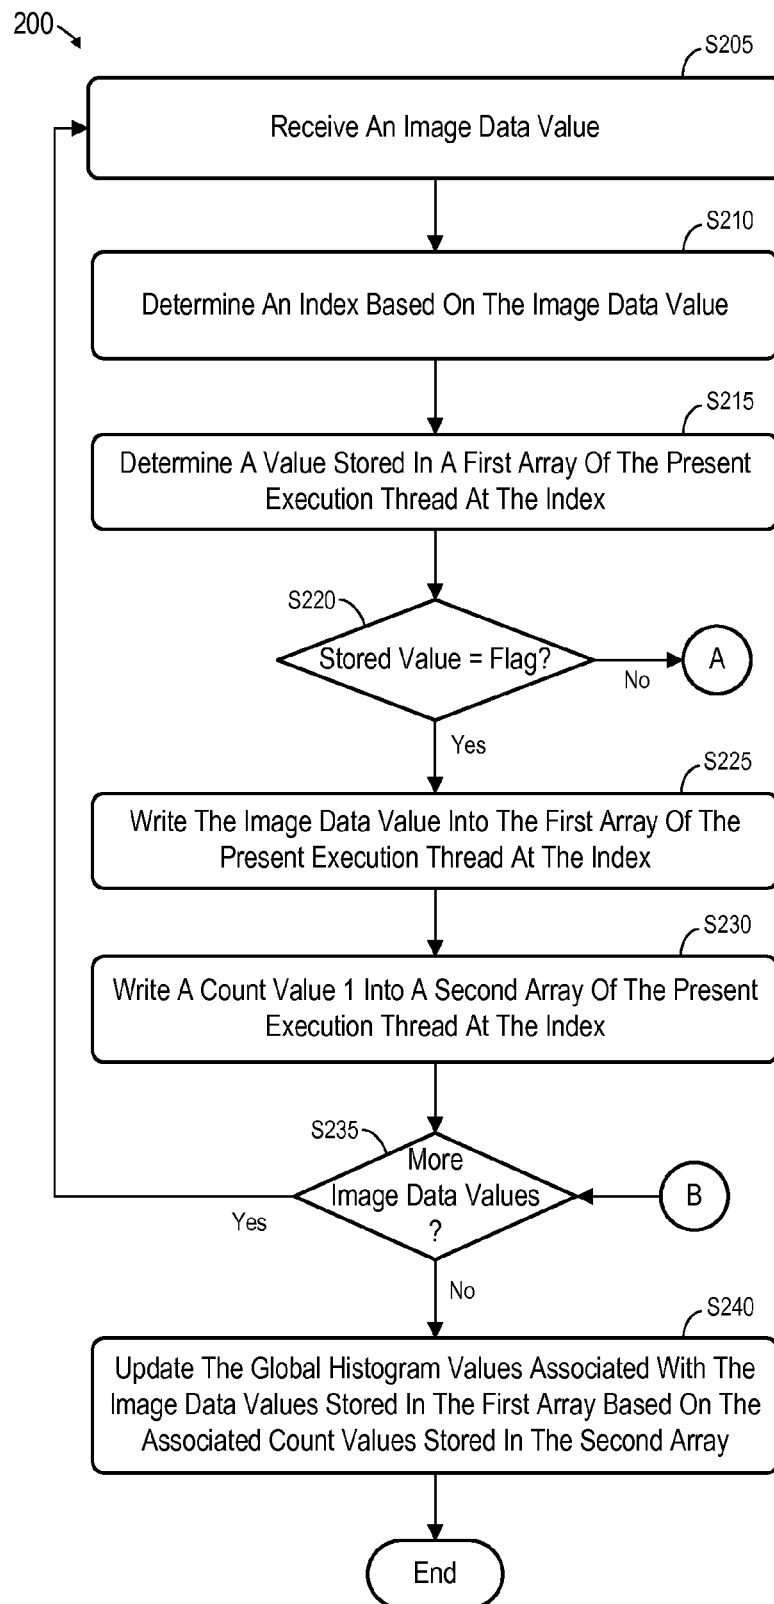 200
S205
Receive An Image Data Value
S210
Determine An Index Based On The Image Data Value
S215
Determine A Value Stored In A First Array Of The Present
Execution Thread At The Index
S220
Stored Value = Flag?
No
A
Yes
S225
Write The Image Data Value Into The First Array Of The
Present Execution Thread At The Index
S230
Write A Count Value 1 Into A Second Array Of The Present
Execution Thread At The Index
S235
More
Image Data Values
?
B
Yes
No
S240
Update The Global Histogram Values Associated With The
Image Data Values Stored In The First Array Based On The
Associated Count Values Stored In The Second Array
End